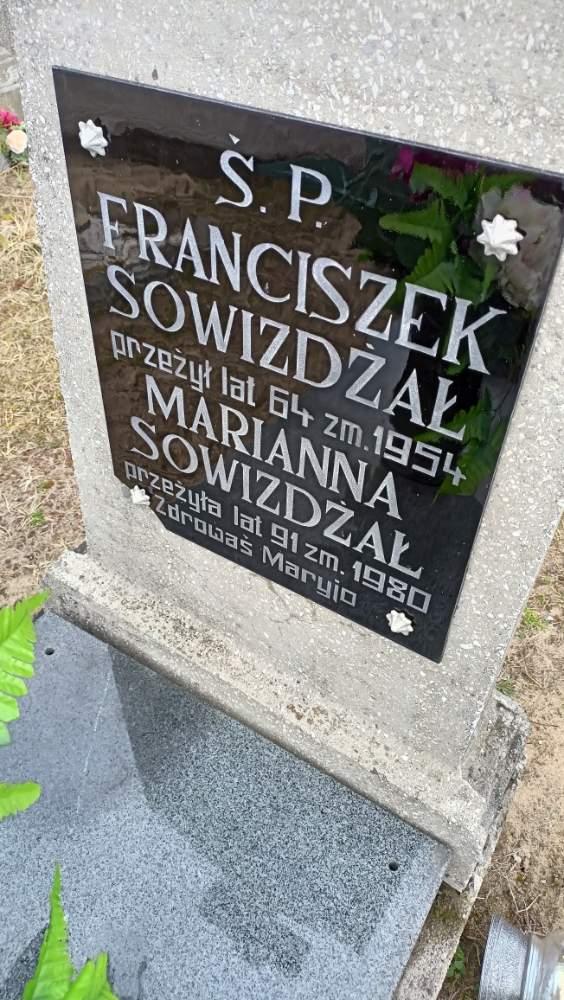 Ś. P.
FRANCISZEK
SOWIZDŻAŁ
przeżył lat 64 zm. 1954
MARIANNA
SOWIZDŻAŁ
przeżyła lat 91 zm. 1980
Zdrowaś Maryjo